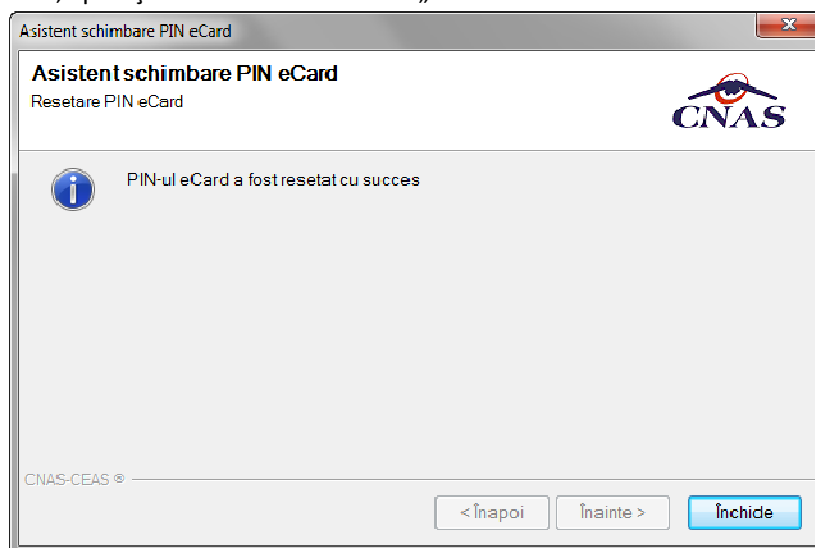 Asistent schimbare PIN eCard
Asistent schimbare PIN eCard
Resetare PIN eCard
CNAS
PIN-ul eCard a fost resetat cu succes
CNAS-CEAS ®
< Înapoi
Înainte >
Închide